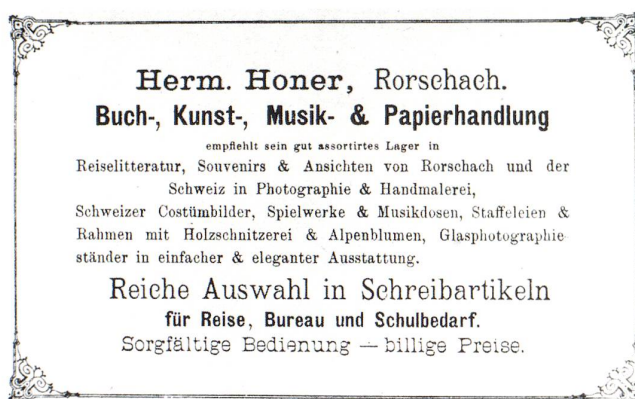 Herm. Honer, Rorschach.
Buch-, Kunst-, Musik- & Papierhandlung
empfiehlt sein gut assortirtes Lager in
Reiselitteratur, Souvenirs & Ansichten von Rorschach und der
Schweiz in Photographie & Handmalerei,
Schweizer Costümbilder, Spielwerke & Musikdosen, Staffeleien &
Rahmen mit Holzschnitzerei & Alpenblumen, Glasphotographie-
ständer in einfacher & eleganter Ausstattung.
Reiche Auswahl in Schreibartikeln
für Reise, Bureau und Schulbedarf.
Sorgfältige Bedienung — billige Preise.